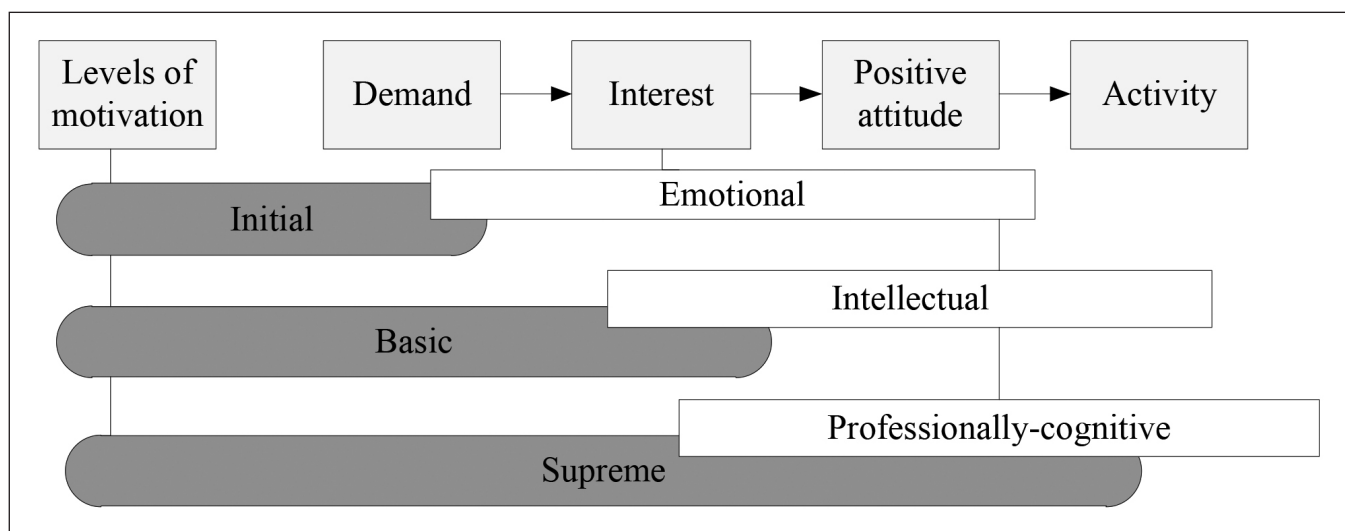 Levels of
motivation
Demand
Interest
Positive
attitude
Activity
Emotional
Initial
Intellectual
Basic
Professionally-cognitive
Supreme